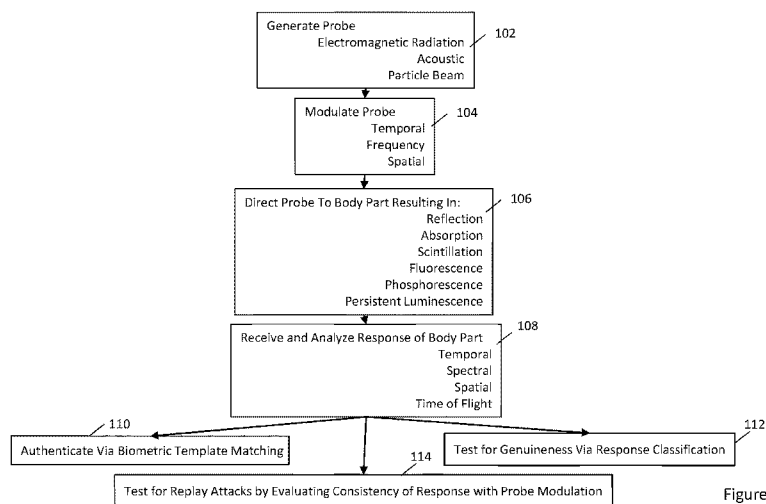 Generate Probe
Electromagnetic Radiation
Acoustic
Particle Beam
102
Modulate Probe
Temporal
Frequency
Spatial
104
Direct Probe To Body Part Resulting In:
Reflection
Absorption
Scintillation
Fluorescence
Phosphorescence
Persistent Luminescence
106
Receive and Analyze Response of Body Part
Temporal
Spectral
Spatial
Time of Flight
108
110
Authenticate Via Biometric Template Matching
112
Test for Genuineness Via Response Classification
114
Test for Replay Attacks by Evaluating Consistency of Response with Probe Modulation
Figure